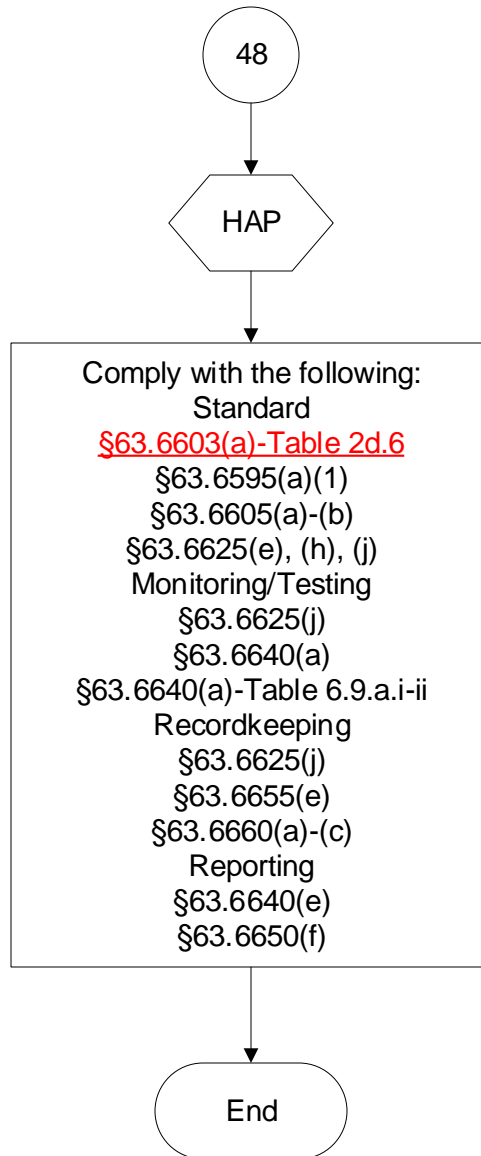 48
HAP
Comply with the following:
Standard
§63.6603(a)-Table 2d.6
§63.6595(a)(1)
§63.6605(a)-(b)
§63.6625(e), (h), (j)
Monitoring/Testing
§63.6625(j)
§63.6640(a)
§63.6640(a)-Table 6.9.a.i-ii
Recordkeeping
§63.6625(j)
§63.6655(e)
§63.6660(a)-(c)
Reporting
§63.6640(e)
§63.6650(f)
End